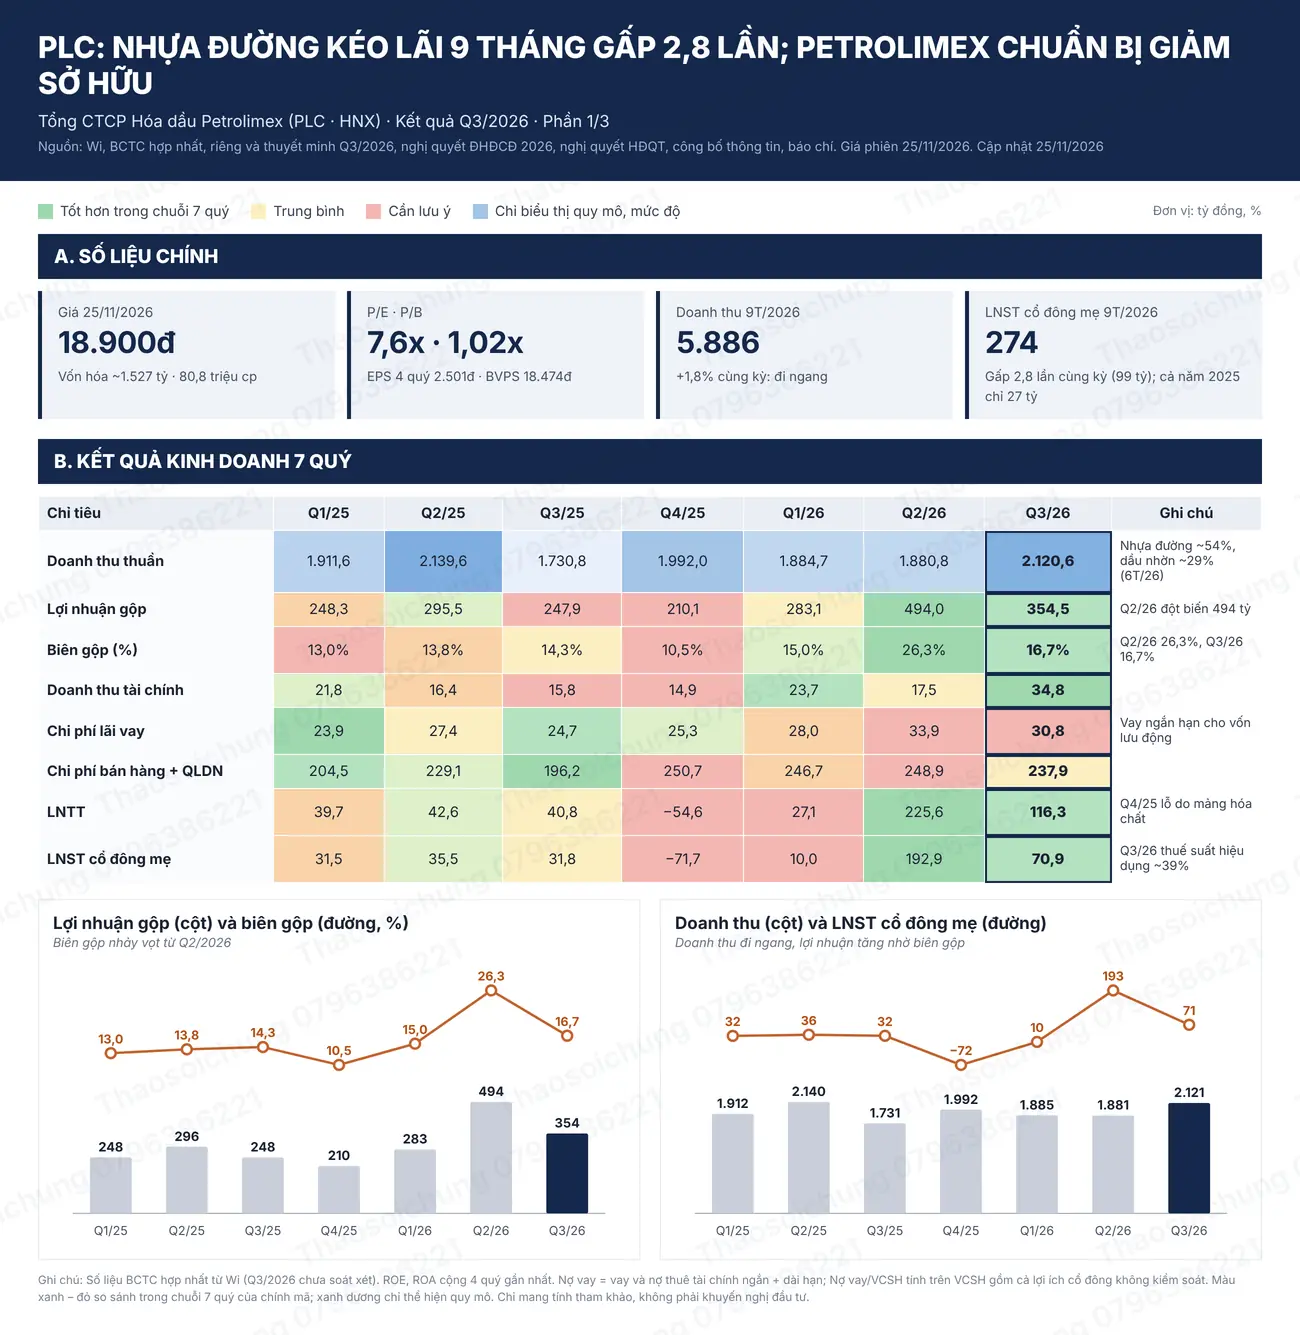 PLC: NHỰA ĐƯỜNG KÉO LÃI 9 THÁNG GẤP 2,8 LẦN; PETROLIMEX CHUẨN BỊ GIẢM
SỞ HỮU
Tổng CTCP Hóa dầu Petrolimex (PLC · HNX) · Kết quả Q3/2026 · Phần 1/3
Nguồn: Wi, BCTC hợp nhất, riêng và thuyết minh Q3/2026, nghị quyết ĐHĐCĐ 2026, nghị quyết HĐQT, công bố thông tin, báo chí. Giá phiên 25/11/2026. Cập nhật 25/11/2026
Tốt hơn trong chuỗi 7 quý Trung bình Cần lưu ý Chỉ biểu thị quy mô, mức độ Đơn vị: tỷ đồng, %
A. SỐ LIỆU CHÍNH
Giá 25/11/2026
18.900đ
Vốn hóa ~1.527 tỷ · 80,8 triệu cp
P/E · P/B
7,6x · 1,02x
EPS 4 quý 2.501đ · BVPS 18.474đ
Doanh thu 9T/2026
5.886
+1,8% cùng kỳ: đi ngang
LNST cổ đông mẹ 9T/2026
274
Gấp 2,8 lần cùng kỳ (99 tỷ); cả năm 2025
chỉ 27 tỷ
B. KẾT QUẢ KINH DOANH 7 QUÝ
Chỉ tiêu Q1/25 Q2/25 Q3/25 Q4/25 Q1/26 Q2/26 Q3/26 Ghi chú
Doanh thu thuần 1.911,6 2.139,6 1.730,8 1.992,0 1.884,7 1.880,8 2.120,6 Nhựa đường ~54%,
dầu nhờn ~29%
(6T/26)
Lợi nhuận gộp 248,3 295,5 247,9 210,1 283,1 494,0 354,5 Q2/26 đột biến 494 tỷ
Biên gộp (%) 13,0% 13,8% 14,3% 10,5% 15,0% 26,3% 16,7% Q2/26 26,3%, Q3/26
16,7%
Doanh thu tài chính 21,8 16,4 15,8 14,9 23,7 17,5 34,8
Chi phí lãi vay 23,9 27,4 24,7 25,3 28,0 33,9 30,8 Vay ngắn hạn cho vốn
lưu động
Chi phí bán hàng + QLDN 204,5 229,1 196,2 250,7 246,7 248,9 237,9
LNTT 39,7 42,6 40,8 −54,6 27,1 225,6 116,3 Q4/25 lỗ do mảng hóa
chất
LNST cổ đông mẹ 31,5 35,5 31,8 −71,7 10,0 192,9 70,9 Q3/26 thuế suất hiệu
dụng ~39%
Lợi nhuận gộp (cột) và biên gộp (đường, %)
Biên gộp nhảy vọt từ Q2/2026
13,0 13,8 14,3 10,5 15,0 26,3 16,7
248 296 248 210 283 494 354
Q1/25 Q2/25 Q3/25 Q4/25 Q1/26 Q2/26 Q3/26
Doanh thu (cột) và LNST cổ đông mẹ (đường)
Doanh thu đi ngang, lợi nhuận tăng nhờ biên gộp
32 36 32 −72 10 193 71
1.912 2.140 1.731 1.992 1.885 1.881 2.121
Q1/25 Q2/25 Q3/25 Q4/25 Q1/26 Q2/26 Q3/26
Ghi chú: Số liệu BCTC hợp nhất từ Wi (Q3/2026 chưa soát xét). ROE, ROA cộng 4 quý gần nhất. Nợ vay = vay và nợ thuê tài chính ngắn + dài hạn; Nợ vay/VCSH tính trên VCSH gồm cả lợi ích cổ đông không kiểm soát. Màu
xanh – đỏ so sánh trong chuỗi 7 quý của chính mã; xanh dương chỉ thể hiện quy mô. Chỉ mang tính tham khảo, không phải khuyến nghị đầu tư.
Thaosoichung 0796386221